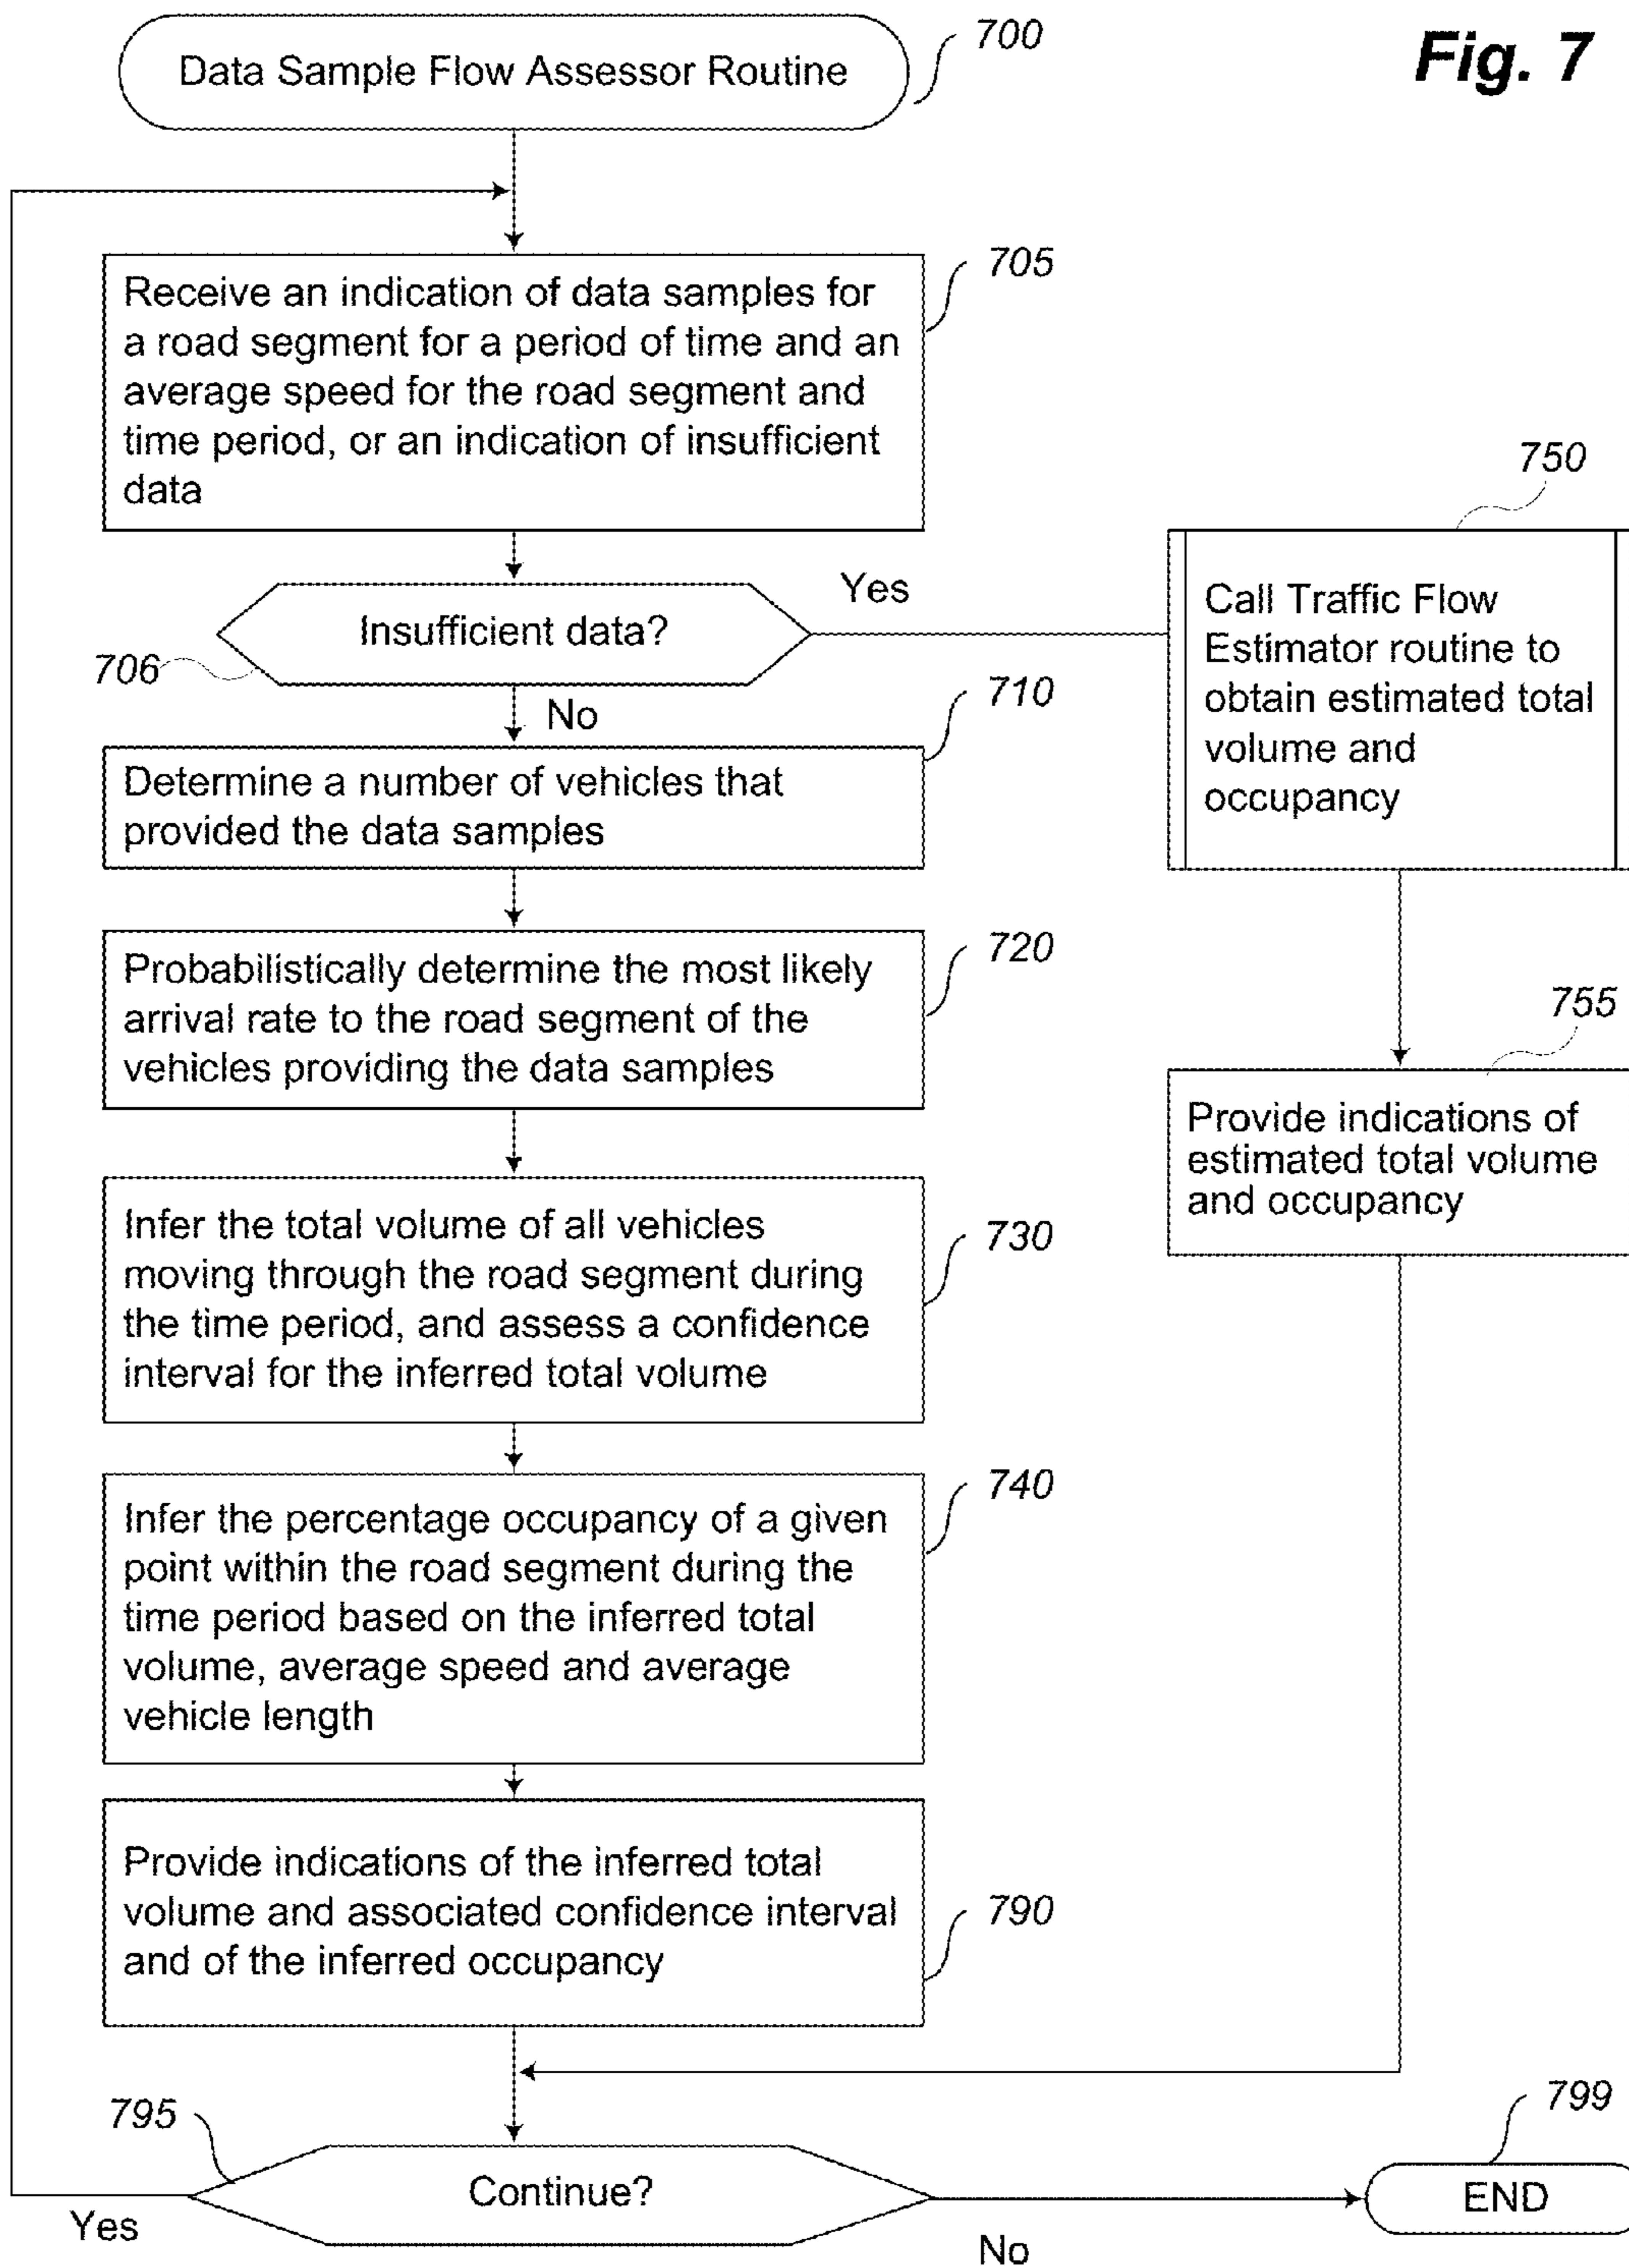 Fig. 7
Data Sample Flow Assessor Routine
700
Receive an indication of data samples for
a road segment for a period of time and an
average speed for the road segment and
time period, or an indication of insufficient
data
705
Insufficient data?
706
Yes
No
750
Call Traffic Flow
Estimator routine to
obtain estimated total
volume and
occupancy
710
Determine a number of vehicles that
provided the data samples
720
Probabilistically determine the most likely
arrival rate to the road segment of the
vehicles providing the data samples
755
Provide indications of
estimated total volume
and occupancy
730
Infer the total volume of all vehicles
moving through the road segment during
the time period, and assess a confidence
interval for the inferred total volume
740
Infer the percentage occupancy of a given
point within the road segment during the
time period based on the inferred total
volume, average speed and average
vehicle length
Provide indications of the inferred total
volume and associated confidence interval
and of the inferred occupancy
790
795
Continue?
Yes
No
799
END